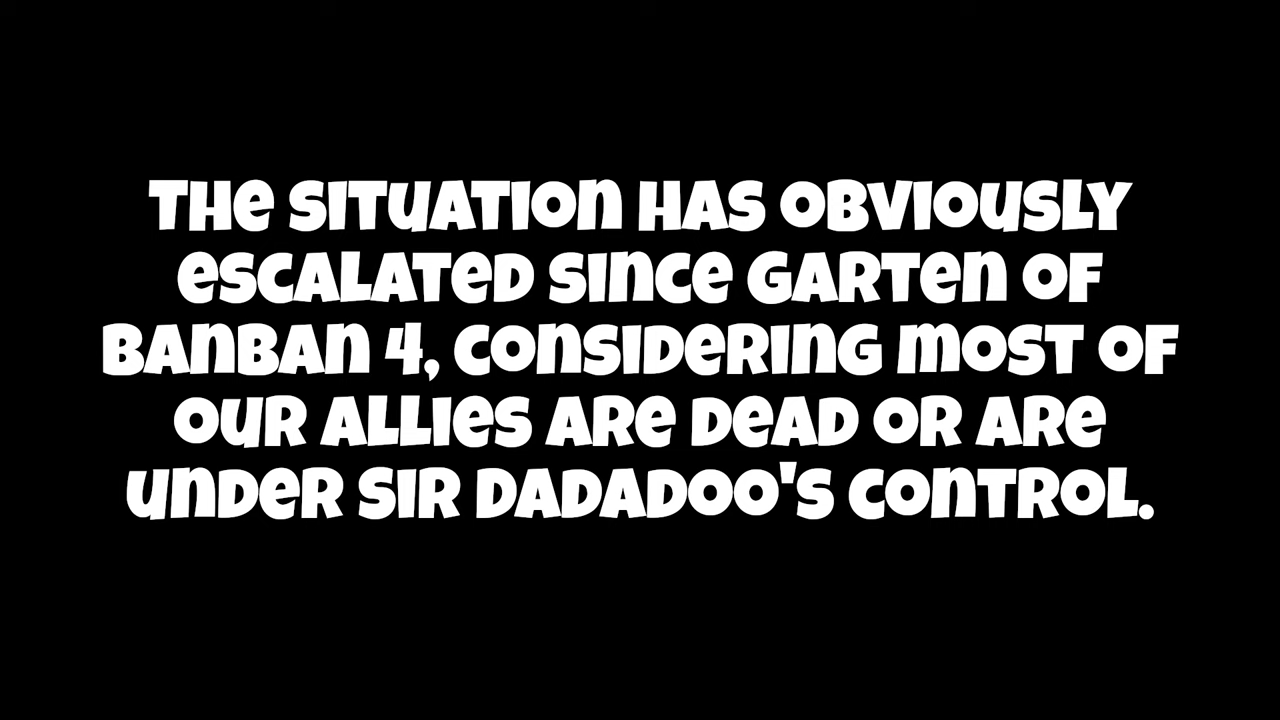 THE SITUATION HAS OBVIOUSLY
ESCALATED SINCE GARTEN OF
BANBAN 4, CONSIDERING MOST OF
OUR ALLIES ARE DEAD OR ARE
UNDER SIR DADADOO'S CONTROL.